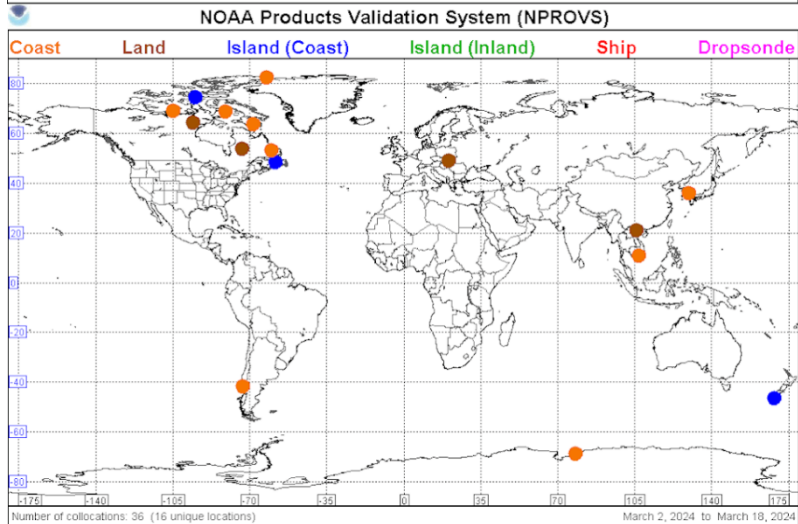 NOAA Products Validation System (NPROVS)
Coast Land Island (Coast) Island (Inland) Ship Dropsonde
80
60
40
20
0
-20
-40
-60
-80
-175 -140 -105 -70 -35 0 35 70 105 140 175
Number of collocations: 36 (16 unique locations) March 2, 2024 to March 18, 2024